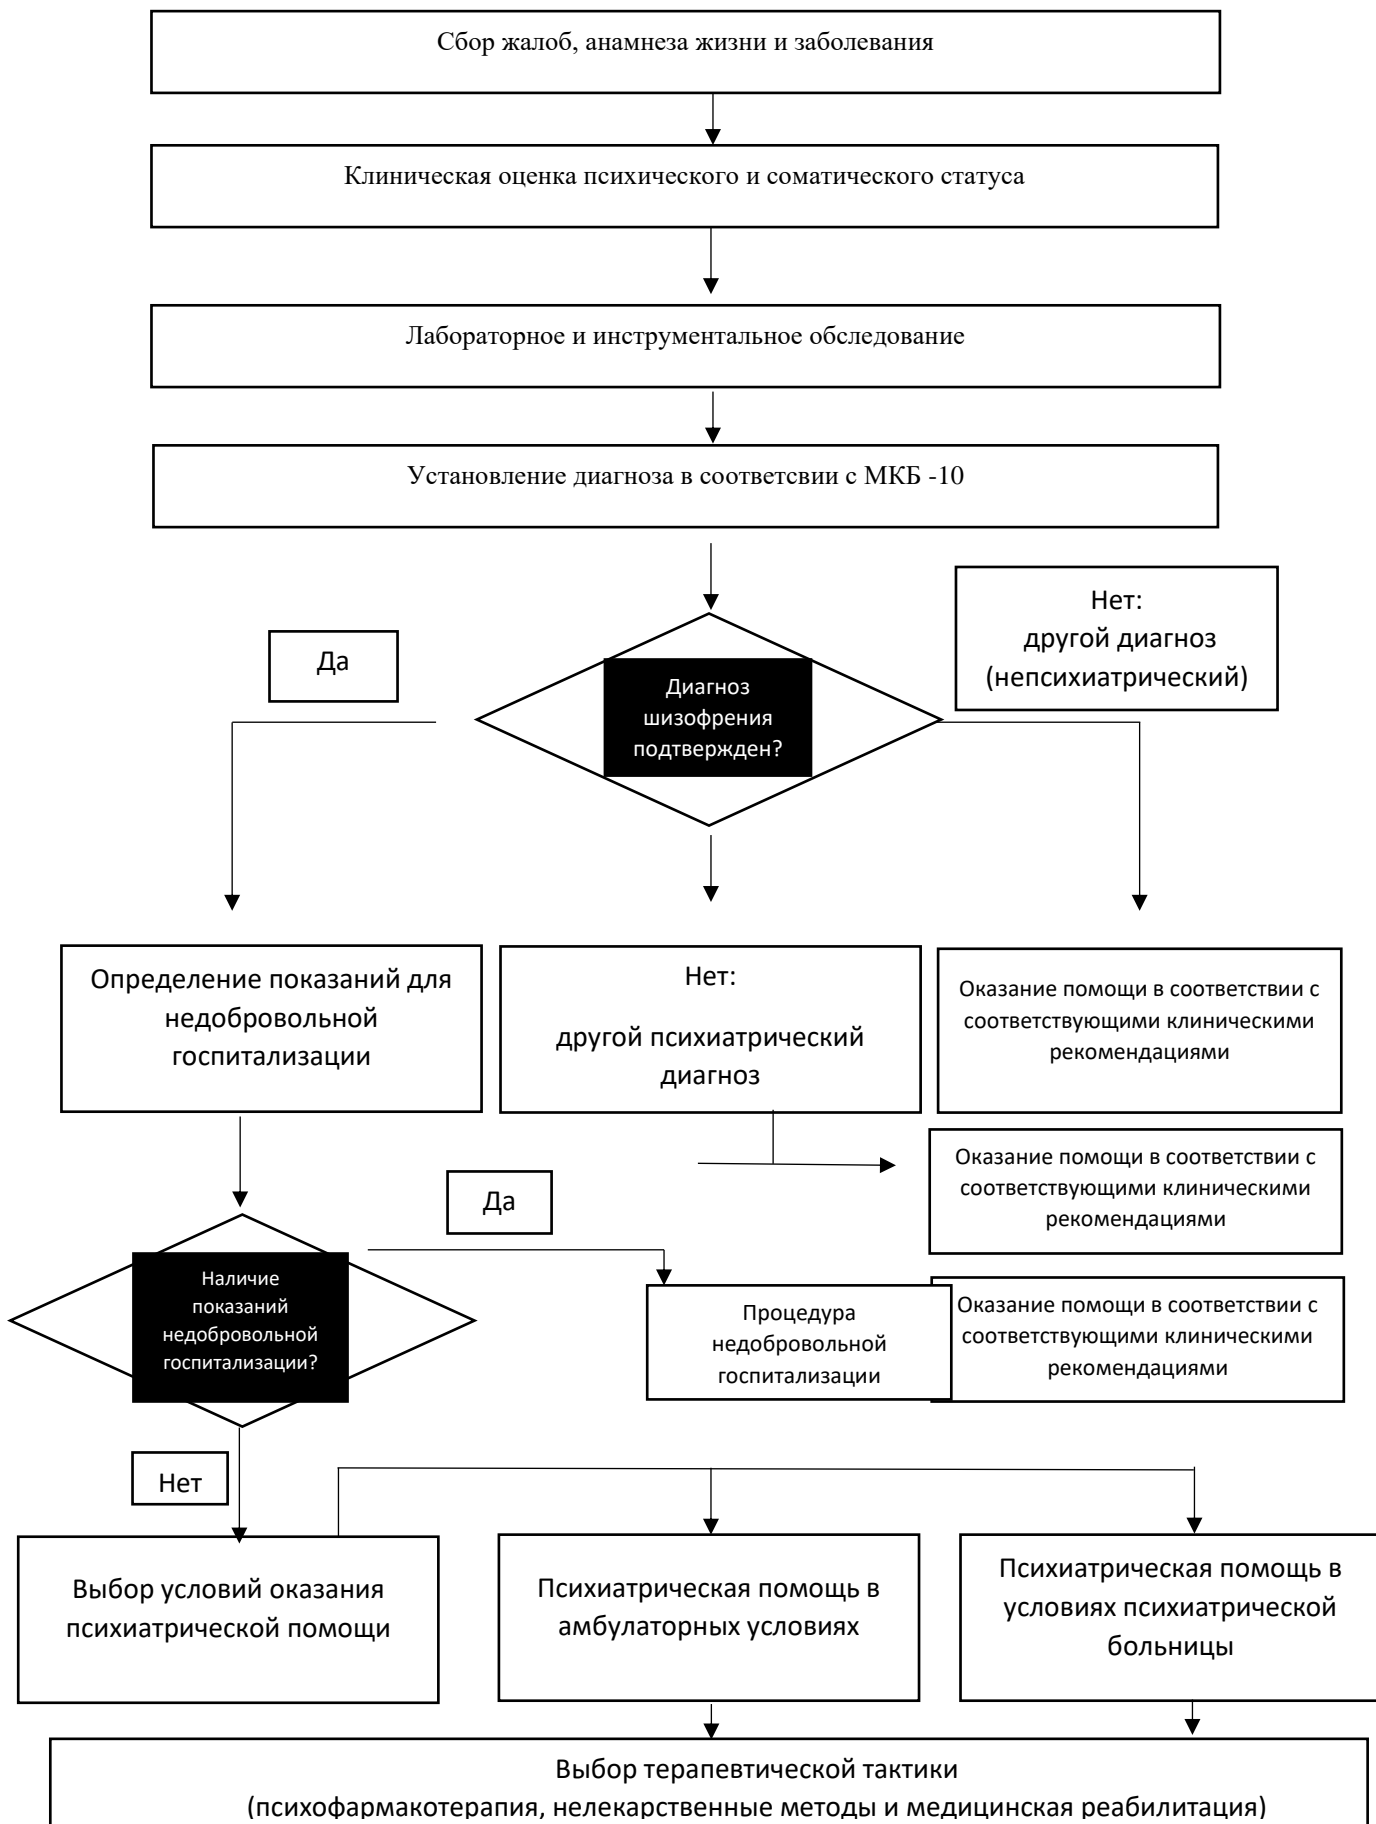 Сбор жалоб, анамнеза жизни и заболевания
Клиническая оценка психического и соматического статуса
Лабораторное и инструментальное обследование
Установление диагноза в соответсвии с МКБ -10
Нет:
другой диагноз
(непсихиатрический)
Да
Диагноз
шизофрения
подтвержден?
Определение показаний для
недобровольной
госпитализации
Нет:
другой психиатрический
диагноз
Оказание помощи в соответствии с
соответствующими клиническими
рекомендациями
Оказание помощи в соответствии с
соответствующими клиническими
рекомендациями
Да
Наличие
показаний
недобровольной
госпитализации?
Процедура
недобровольной
госпитализации
Оказание помощи в соответствии с
соответствующими клиническими
рекомендациями
Нет
Выбор условий оказания
психиатрической помощи
Психиатрическая помощь в
амбулаторных условиях
Психиатрическая помощь в
условиях психиатрической
больницы
Выбор терапевтической тактики
(психофармакотерапия, нелекарственные методы и медицинская реабилитация)